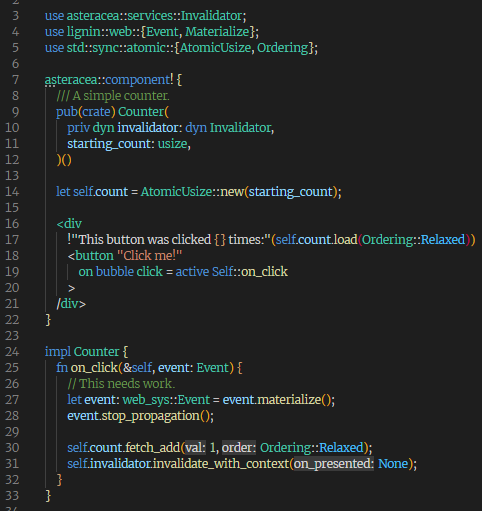 2
3 use asteracea::services::Invalidator;
4 use lignin::web::{Event, Materialize};
5 use std::sync::atomic::{AtomicUsize, Ordering};
6
7 asteracea::component! {
8 /// A simple counter.
9 pub(crate) Counter(
10 priv dyn invalidator: dyn Invalidator,
11 starting_count: usize,
12 )()
13
14 let self.count = AtomicUsize::new(starting_count);
15
16 <div
17 !"This button was clicked {} times:"(self.count.load(Ordering::Relaxed))
18 <button "Click me!"
19 on bubble click = active Self::on_click
20 >
21 /div>
22 }
23
24 impl Counter {
25 fn on_click(&self, event: Event) {
26 // This needs work.
27 let event: web_sys::Event = event.materialize();
28 event.stop_propagation();
29
30 self.count.fetch_add(val: 1, order: Ordering::Relaxed);
31 self.invalidator.invalidate_with_context(on_presented: None);
32 }
33 }
34